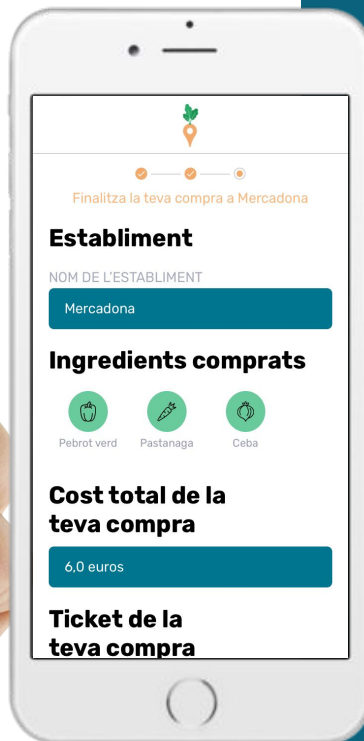 Finalitza la teva compra a Mercadona
Establiment
NOM DE L'ESTABLIMENT
Mercadona
Ingredients comprats
Pebrot verd Pastanaga Ceba
Cost total de la
teva compra
6,0 euros
Ticket de la
teva compra